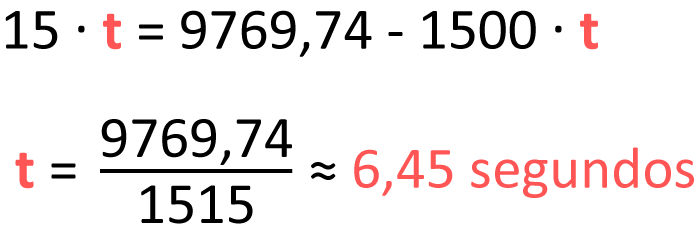 15 · t = 9769,74 - 1500 · t
t = 9769,74 / 1515 ≈ 6,45 segundos